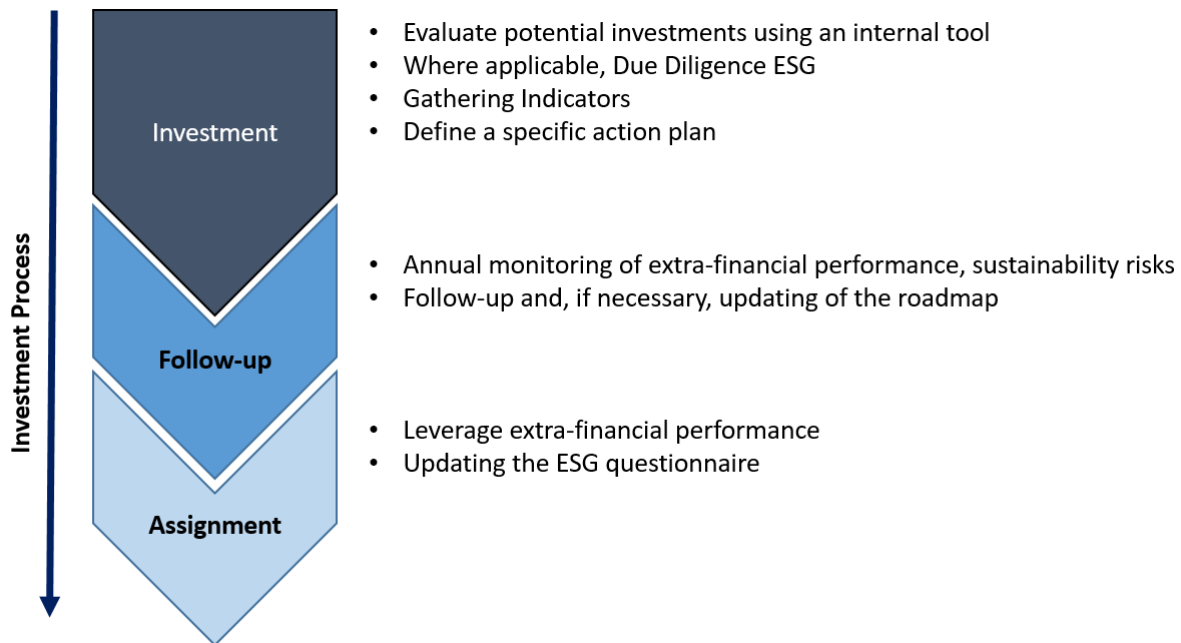 Investment Process
Investment
• Evaluate potential investments using an internal tool
• Where applicable, Due Diligence ESG
• Gathering Indicators
• Define a specific action plan
Follow-up
• Annual monitoring of extra-financial performance, sustainability risks
• Follow-up and, if necessary, updating of the roadmap
Assignment
• Leverage extra-financial performance
• Updating the ESG questionnaire